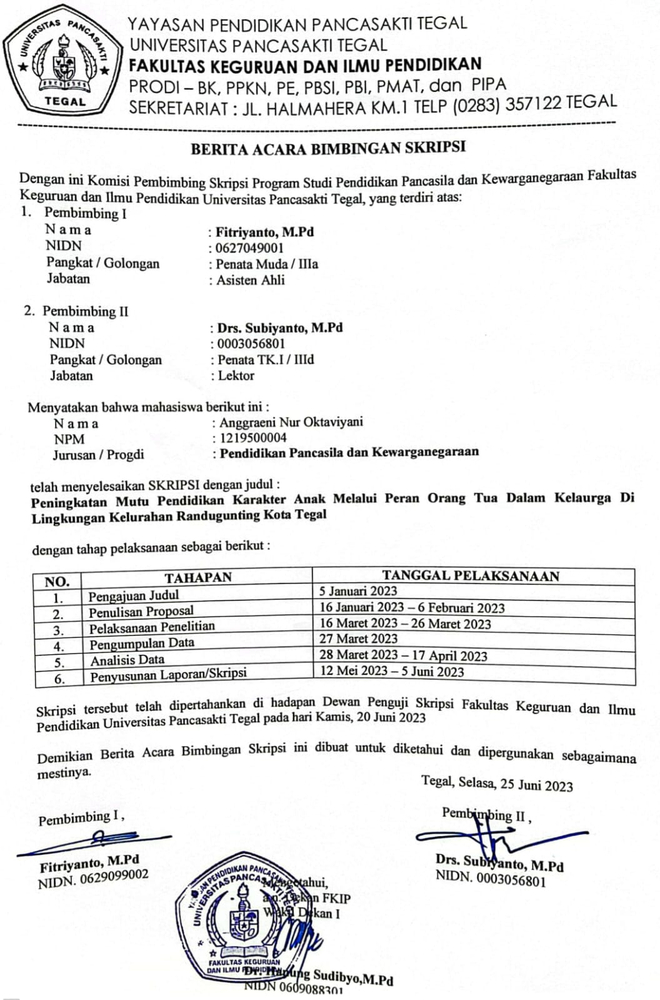 UNIVERSITAS PANCASAKTI
TEGAL
YAYASAN PENDIDIKAN PANCASAKTI TEGAL
UNIVERSITAS PANCASAKTI TEGAL
FAKULTAS KEGURUAN DAN ILMU PENDIDIKAN
PRODI – BK, PPKN, PE, PBSI, PBI, PMAT, dan PIPA
SEKRETARIAT : JL. HALMAHERA KM.1 TELP (0283) 357122 TEGAL
BERITA ACARA BIMBINGAN SKRIPSI
Dengan ini Komisi Pembimbing Skripsi Program Studi Pendidikan Pancasila dan Kewarganegaraan Fakultas
Keguruan dan Ilmu Pendidikan Universitas Pancasakti Tegal, yang terdiri atas:
1. Pembimbing I
N a m a : Fitriyanto, M.Pd
NIDN : 0627049001
Pangkat / Golongan : Penata Muda / IIIa
Jabatan : Asisten Ahli
2. Pembimbing II
N a m a : Drs. Subiyanto, M.Pd
NIDN : 0003056801
Pangkat / Golongan : Penata TK.I / IIId
Jabatan : Lektor
Menyatakan bahwa mahasiswa berikut ini :
N a m a : Anggraeni Nur Oktaviyani
NPM : 1219500004
Jurusan / Progdi : Pendidikan Pancasila dan Kewarganegaraan
telah menyelesaikan SKRIPSI dengan judul :
Peningkatan Mutu Pendidikan Karakter Anak Melalui Peran Orang Tua Dalam Kelaurga Di
Lingkungan Kelurahan Randugunting Kota Tegal
dengan tahap pelaksanaan sebagai berikut :
NO. TAHAPAN TANGGAL PELAKSANAAN
1. Pengajuan Judul 5 Januari 2023
2. Penulisan Proposal 16 Januari 2023 – 6 Februari 2023
3. Pelaksanaan Penelitian 16 Maret 2023 – 26 Maret 2023
4. Pengumpulan Data 27 Maret 2023
5. Analisis Data 28 Maret 2023 – 17 April 2023
6. Penyusunan Laporan/Skripsi 12 Mei 2023 – 5 Juni 2023
Skripsi tersebut telah dipertahankan di hadapan Dewan Penguji Skripsi Fakultas Keguruan dan Ilmu
Pendidikan Universitas Pancasakti Tegal pada hari Kamis, 20 Juni 2023
Demikian Berita Acara Bimbingan Skripsi ini dibuat untuk diketahui dan dipergunakan sebagaimana
mestinya.
Tegal, Selasa, 25 Juni 2023
Pembimbing I , Pembimbing II ,
Fitriyanto, M.Pd Drs. Subiyanto, M.Pd
NIDN. 0629099002 NIDN. 0003056801
Mengetahui,
a.n. Dekan FKIP
Wakil Dekan I
YAYASAN PENDIDIKAN PANCASAKTI TEGAL
UNIVERSITAS PANCASAKTI TEGAL
FAKULTAS KEGURUAN
DAN ILMU PENDIDIKAN
Dr. Hanung Sudibyo,M.Pd
NIDN 0609088301